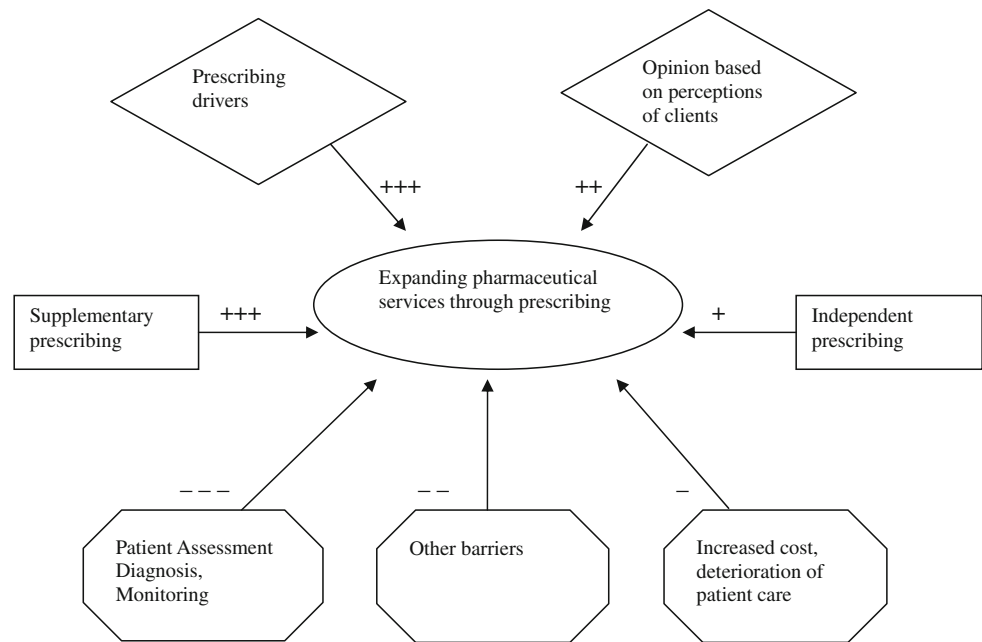 Prescribing
drivers
Opinion based
on perceptions
of clients
+++
++
Expanding pharmaceutical
services through prescribing
Supplementary
prescribing
+++
+
Independent
prescribing
– – –
– –
–
Patient Assessment
Diagnosis,
Monitoring
Other barriers
Increased cost,
deterioration of
patient care